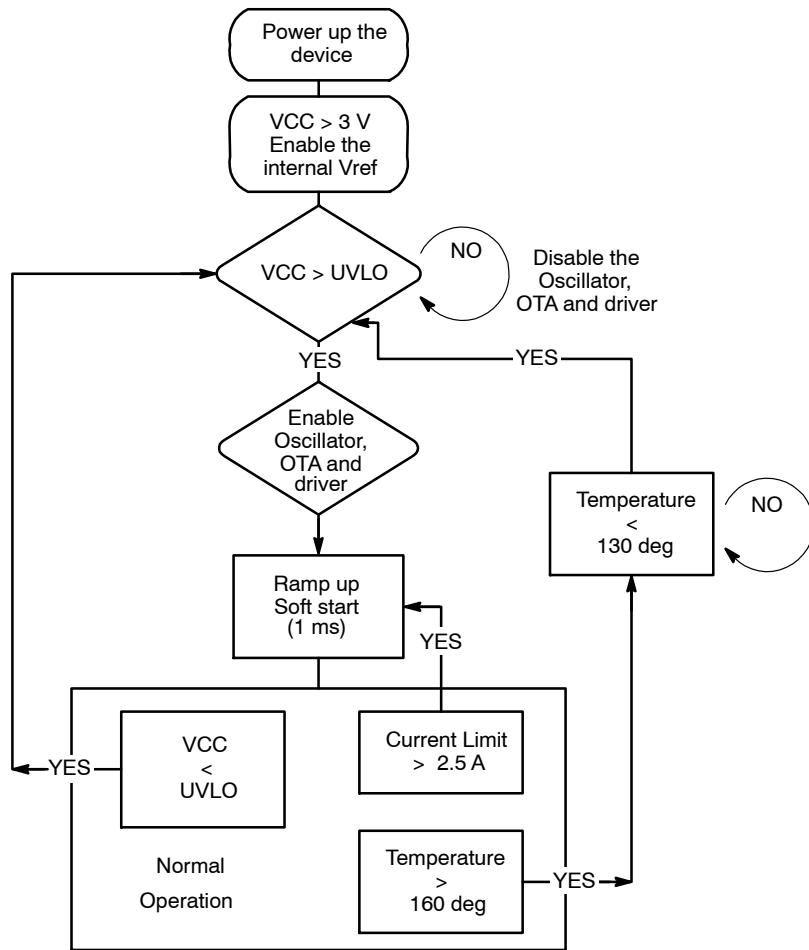 Power up the
device
VCC > 3 V
Enable the
internal Vref
VCC > UVLO
NO
Disable the
Oscillator,
OTA and driver
YES
YES
Enable
Oscillator,
OTA and
driver
Temperature
<
130 deg
NO
Ramp up
Soft start
(1 ms)
YES
VCC
<
UVLO
YES
Current Limit
> 2.5 A
Normal
Operation
Temperature
>
160 deg
YES